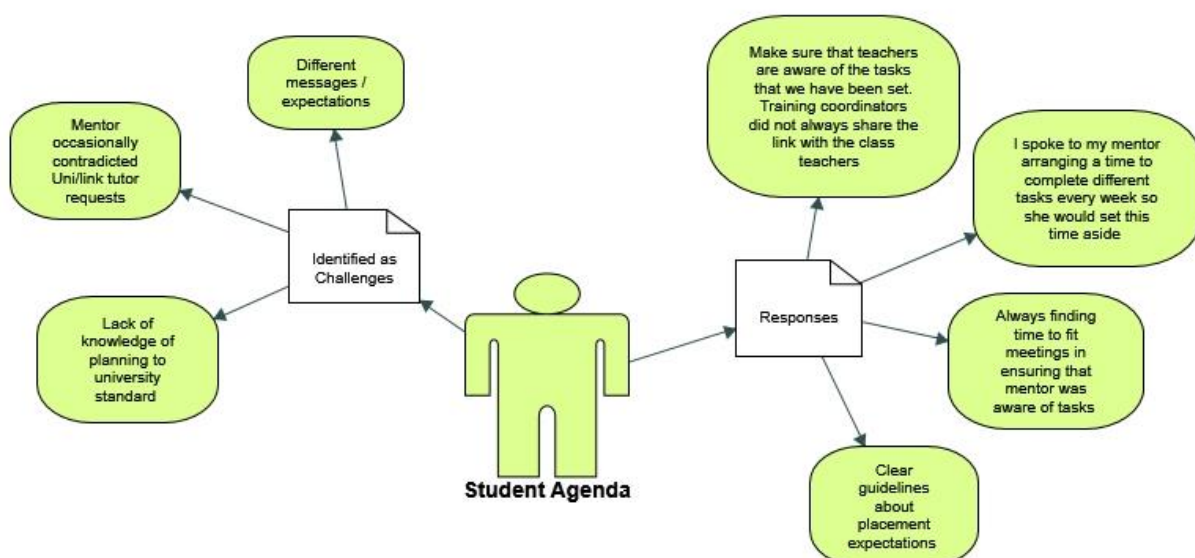 Different
messages /
expectations
Mentor
occasionally
contradicted
Uni/link tutor
requests
Identified as
Challenges
Lack of
knowledge of
planning to
university
standard
Student Agenda
Make sure that teachers
are aware of the tasks
that we have been set.
Training coordinators
did not always share the
link with the class
teachers
I spoke to my mentor
arranging a time to
complete different
tasks every week so
she would set this
time aside
Responses
Always finding
time to fit
meetings in
ensuring that
mentor was
aware of tasks
Clear
guidelines
about
placement
expectations